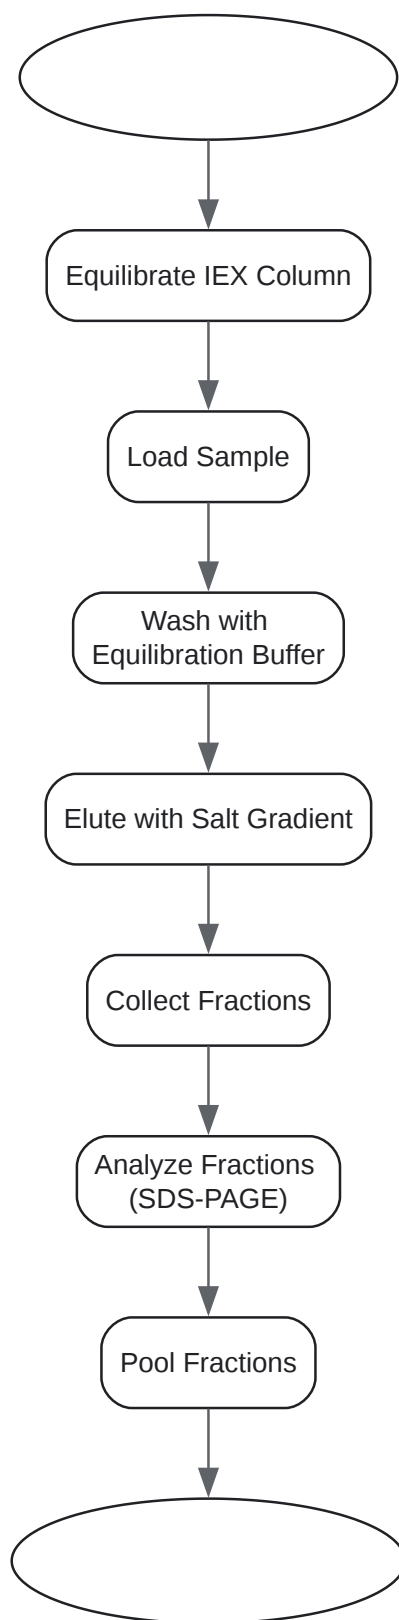 Equilibrate IEX Column
Load Sample
Wash with
Equilibration Buffer
Elute with Salt Gradient
Collect Fractions
Analyze Fractions
(SDS-PAGE)
Pool Fractions